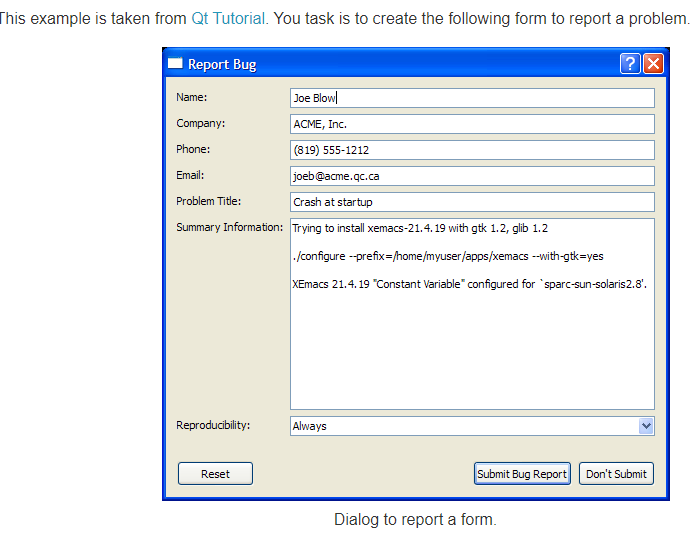 This example is taken from Qt Tutorial. You task is to create the following form to report a problem.
Report Bug
Name: Joe Blow
Company: ACME, Inc.
Phone: (819) 555-1212
Email: joeb@acme.qc.ca
Problem Title: Crash at startup
Summary Information: Trying to install xemacs-21.4.19 with gtk 1.2, glib 1.2
./configure --prefix=/home/myuser/apps/xemacs --with-gtk=yes
XEmacs 21.4.19 "Constant Variable" configured for `sparc-sun-solaris2.8'.
Reproducibility: Always
Reset Submit Bug Report Don't Submit
Dialog to report a form.